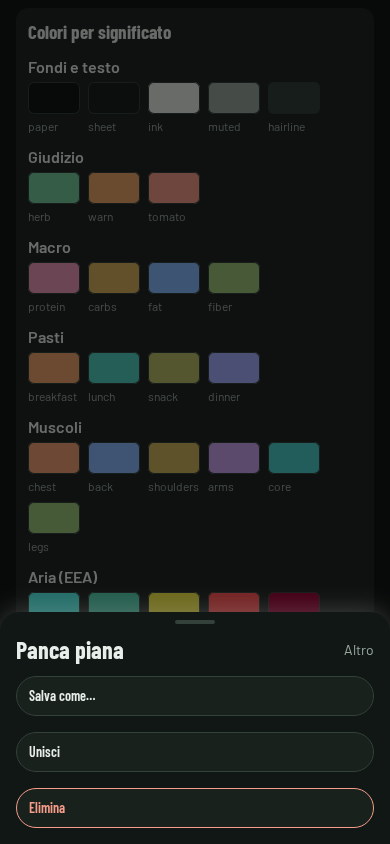 Colori per significato
Fondi e testo
paper sheet ink muted hairline
Giudizio
herb warn tomato
Macro
protein carbs fat fiber
Pasti
breakfast lunch snack dinner
Muscoli
chest back shoulders arms core
legs
Aria (EEA)
Panca piana Altro
Salva come...
Unisci
Elimina